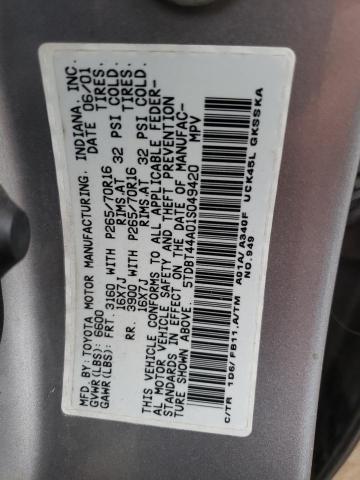 MFD BY:TOYOTA MOTOR MANUFACTURING, INDIANA, INC.
GVWR(LBS): 6600 DATE 06/01
GAWR(LBS): FRT. 3160 WITH P265/70R16 TIRES,
16X7J RIMS,AT 32 PSI COLD.
RR. 3900 WITH P265/70R16 TIRES,
16X7J RIMS,AT 32 PSI COLD.
THIS VEHICLE CONFORMS TO ALL APPLICABLE FEDER-
AL MOTOR VEHICLE SAFETY AND THEFT PREVENTION
STANDARDS IN EFFECT ON THE DATE OF MANUFAC-
TURE SHOWN ABOVE. 5TDBT44A01S049420 MPV
C/TR 1D6/FB11,A/TM A01A/A340F UCK45L GKSSKA
NO.949